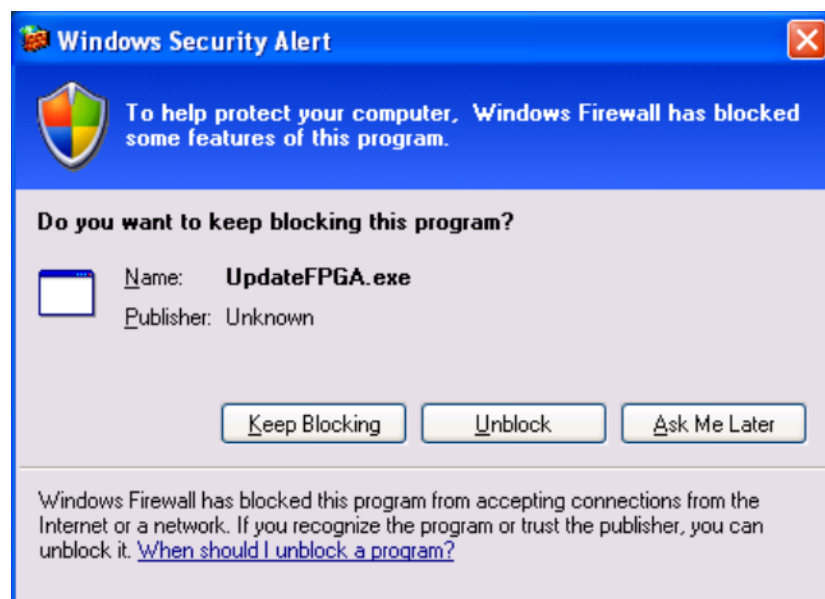 Windows Security Alert
To help protect your computer, Windows Firewall has blocked
some features of this program.
Do you want to keep blocking this program?
Name: UpdateFPGA.exe
Publisher: Unknown
Keep Blocking Unblock Ask Me Later
Windows Firewall has blocked this program from accepting connections from the
Internet or a network. If you recognize the program or trust the publisher, you can
unblock it. When should I unblock a program?